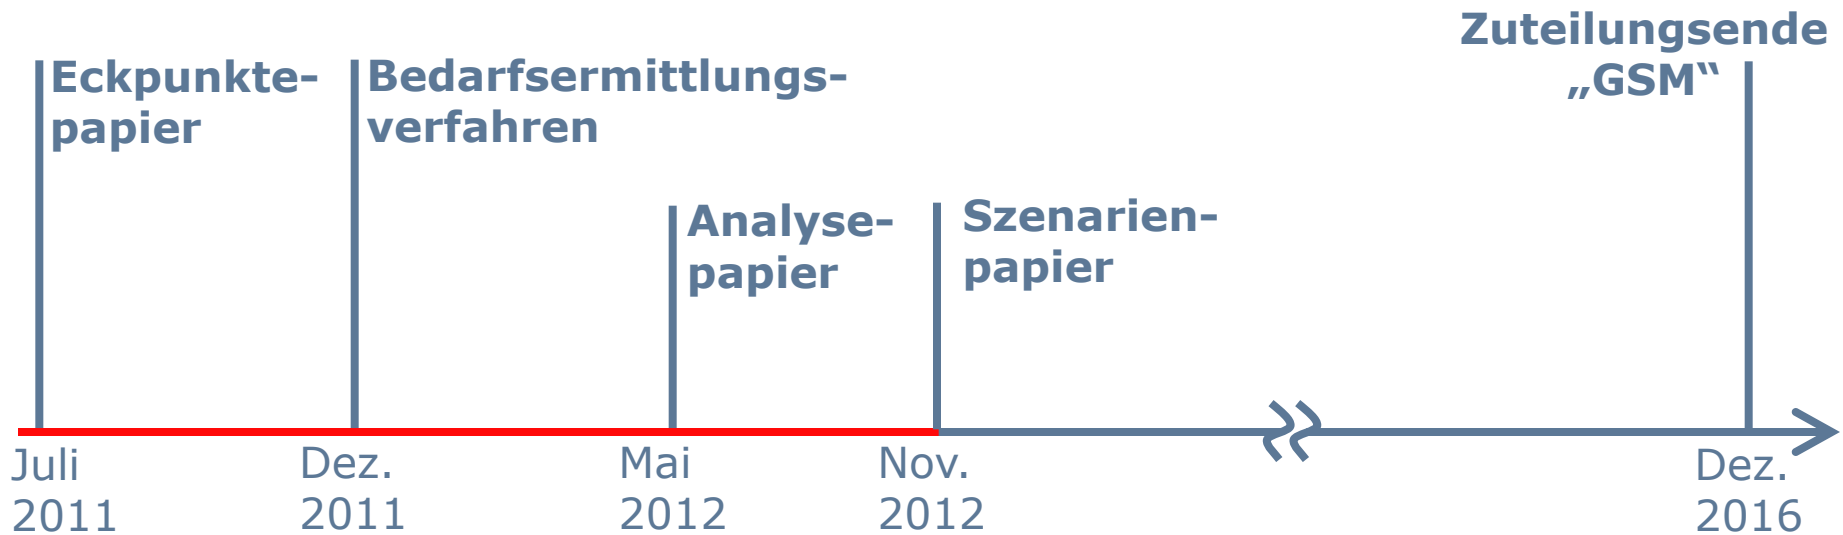 Eckpunkte-
papier
Bedarfsermittlungs-
verfahren
Analyse-
papier
Szenarien-
papier
Zuteilungsende
„GSM“
Juli
2011
Dez.
2011
Mai
2012
Nov.
2012
Dez.
2016